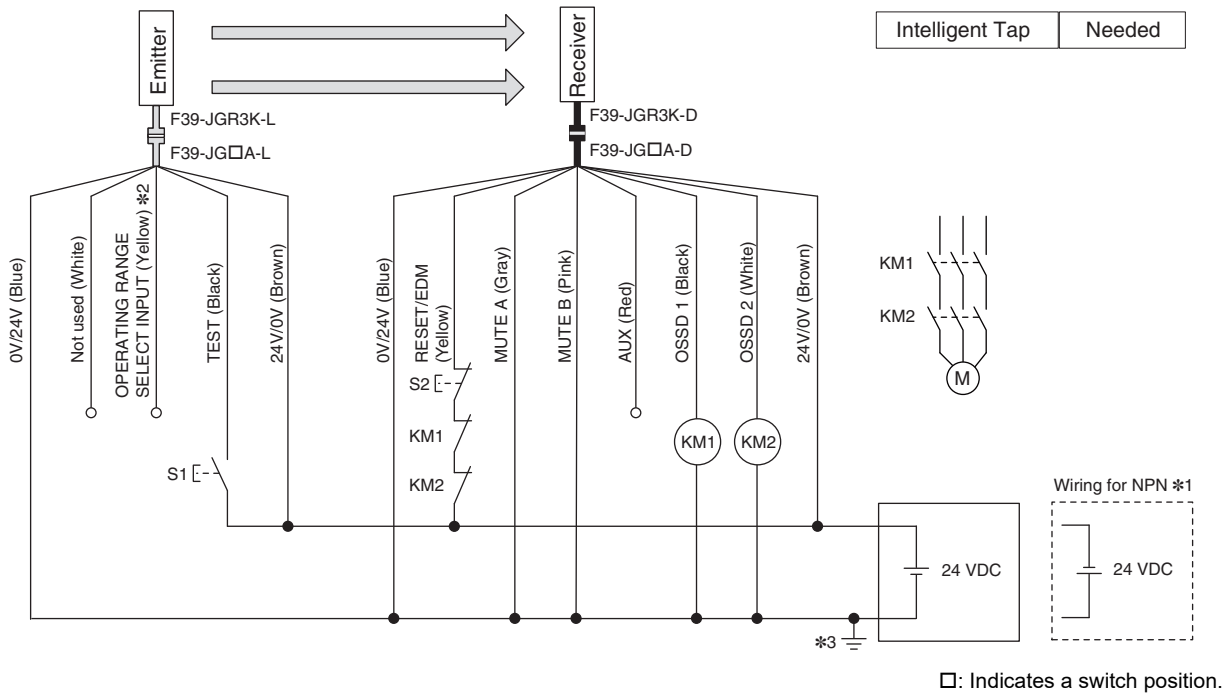 Emitter
Receiver
Intelligent Tap
Needed
F39-JGR3K-L
F39-JG□A-L
F39-JGR3K-D
F39-JG□A-D
0V/24V (Blue)
Not used (White)
OPERATING RANGE
SELECT INPUT (Yellow) *2
TEST (Black)
24V/0V (Brown)
0V/24V (Blue)
RESET/EDM
(Yellow)
MUTE A (Gray)
MUTE B (Pink)
AUX (Red)
OSSD 1 (Black)
OSSD 2 (White)
24V/0V (Brown)
KM1
KM2
M
S2
KM1
KM2
KM1
KM2
S1
Wiring for NPN *1
24 VDC
24 VDC
*3
□: Indicates a switch position.